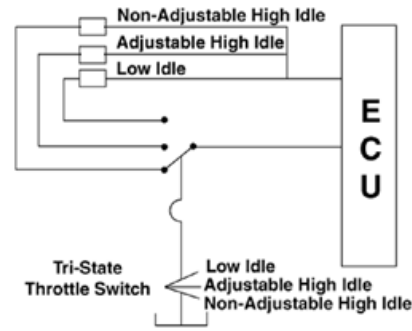 Non-Adjustable High Idle
Adjustable High Idle
Low Idle
E
C
U
Tri-State
Throttle Switch
Low Idle
Adjustable High Idle
Non-Adjustable High Idle